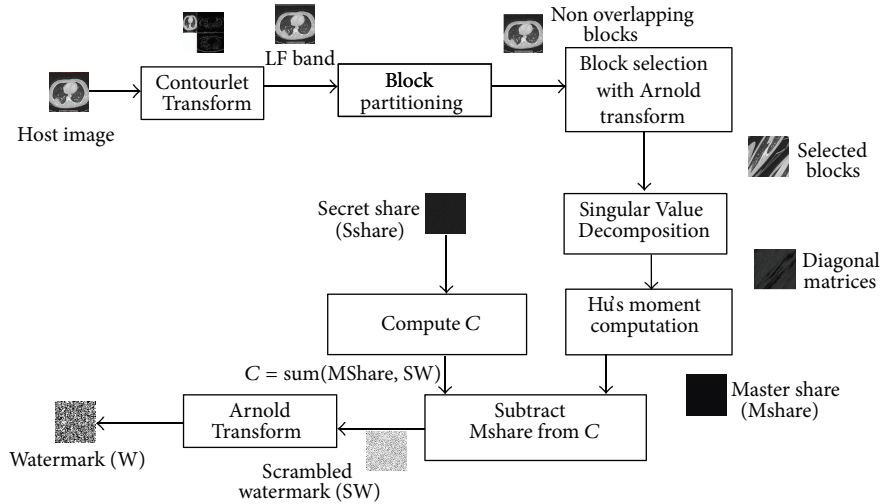 Host image
Contourlet
Transform
LF band
Block
partitioning
Non overlapping
blocks
Block selection
with Arnold
transform
Selected
blocks
Singular Value
Decomposition
Diagonal
matrices
Hu's moment
computation
Master share
(Mshare)
Secret share
(Sshare)
Compute C
C = sum(MShare, SW)
Subtract
Mshare from C
Scrambled
watermark (SW)
Arnold
Transform
Watermark (W)